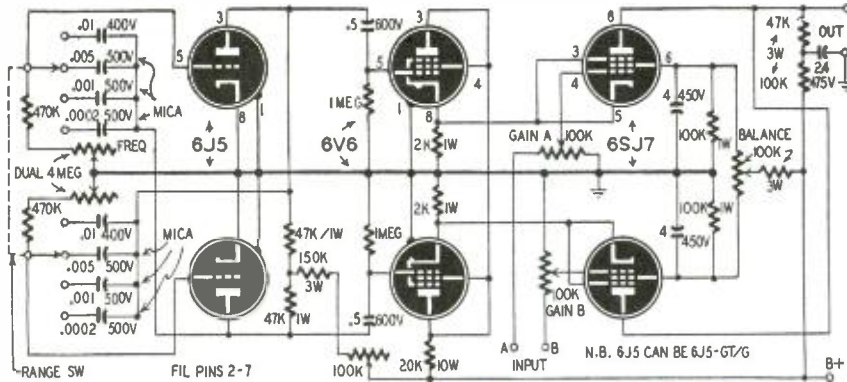 .01
400V
.005
500V
.001
500V
.0002
500V
MICA
470K
FREQ
DUAL 4 MEG
470K
.01
400V
.005
500V
.001
500V
.0002
500V
MICA
RANGE SW
3
5
8
1
6J5
FIL PINS 2-7
47K/1W
150K
3W
47K
1W
100K
.5
600V
3
5
4
1
8
1 MEG
6V6
2K
1W
2K
1W
1MEG
.5
600V
20K
10W
8
3
4
6
5
GAIN A
100K
6SJ7
100K
GAIN B
A
B
INPUT
4
450V
100K
1W
BALANCE
100K
3W
100K
1W
4
450V
47K
3W
100K
OUT
475V
N.B. 6J5 CAN BE 6J5-GT/G
B+